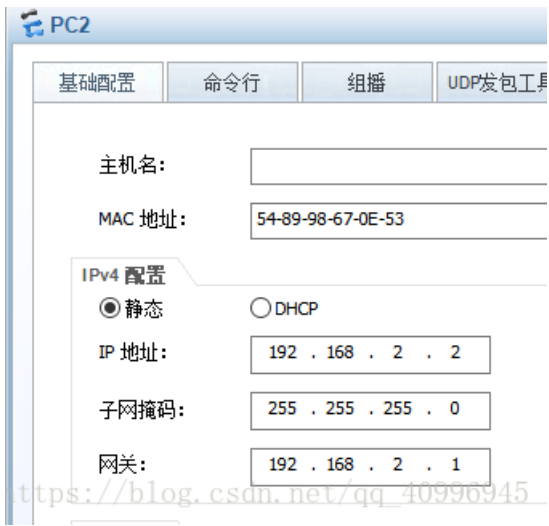 PC2
基础配置 命令行 组播 UDP发包工具
主机名：
MAC 地址： 54-89-98-67-0E-53
IPv4 配置
静态 DHCP
IP 地址： 192 . 168 . 2 . 2
子网掩码： 255 . 255 . 255 . 0
网关： 192 . 168 . 2 . 1
https://blog.csdn.net/qq_40996945